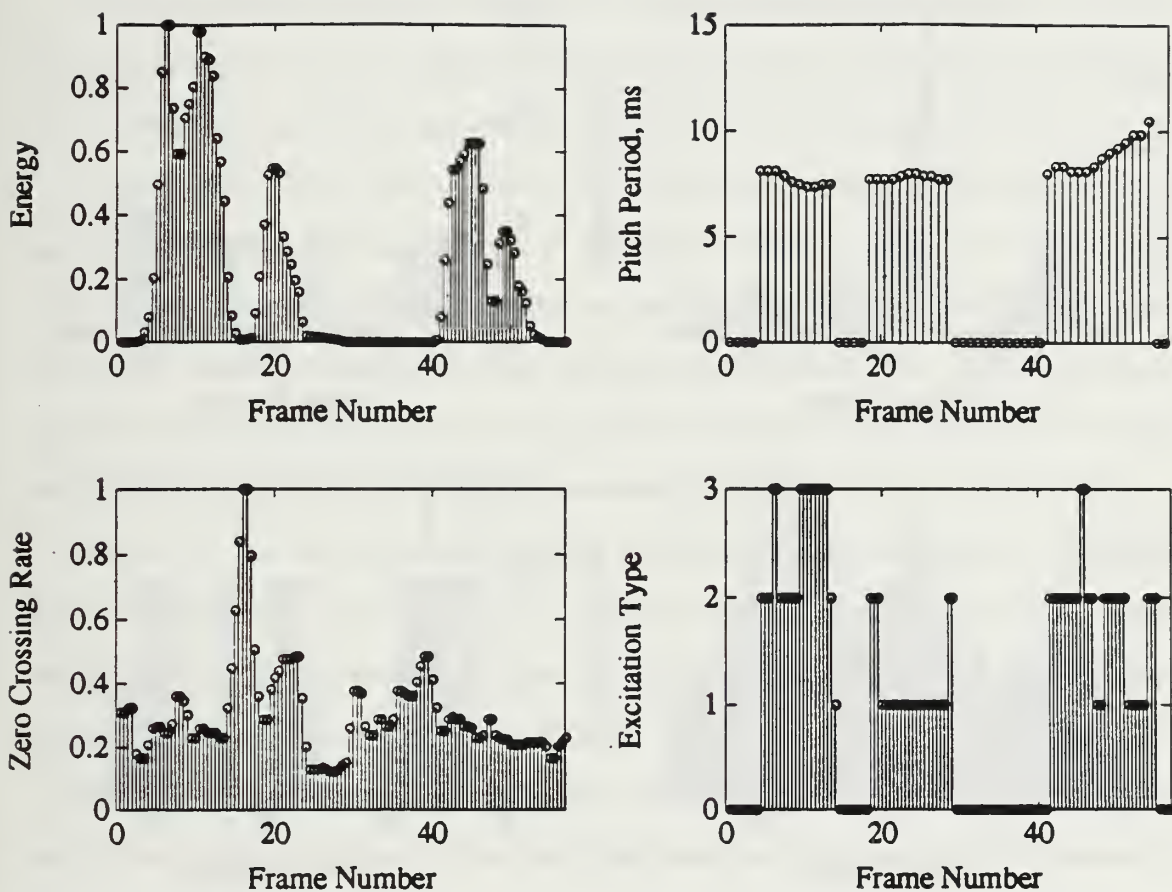 1
0.8
0.6
0.4
0.2
0
0 20 40
Energy
Frame Number
15
10
5
0
0 20 40
Pitch Period, ms
Frame Number
1
0.8
0.6
0.4
0.2
0
0 20 40
Zero Crossing Rate
Frame Number
3
2
1
0
0 20 40
Excitation Type
Frame Number